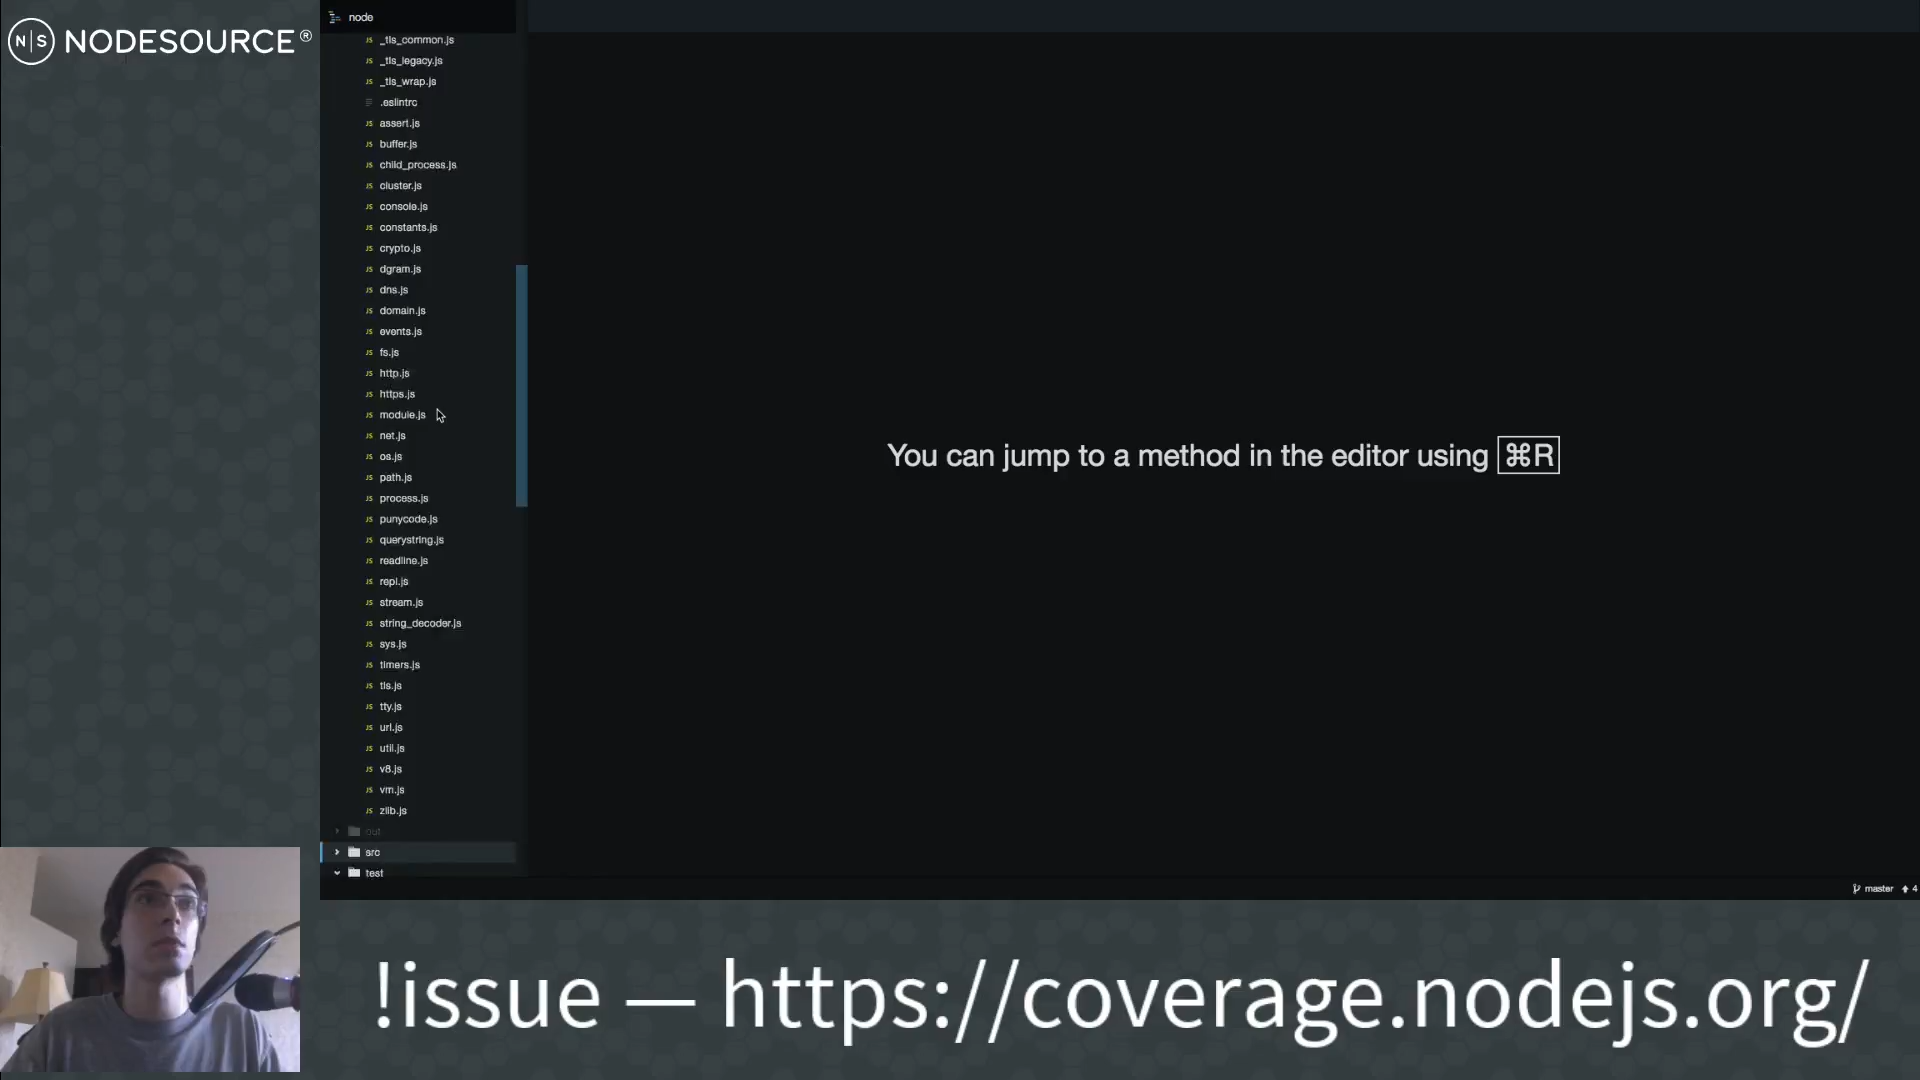 N|S NODESOURCE®
node
_tls_common.js
_tls_legacy.js
_tls_wrap.js
.eslintrc
assert.js
buffer.js
child_process.js
cluster.js
console.js
constants.js
crypto.js
dgram.js
dns.js
domain.js
events.js
fs.js
http.js
https.js
module.js
net.js
os.js
path.js
process.js
punycode.js
querystring.js
readline.js
repl.js
stream.js
string_decoder.js
sys.js
timers.js
tls.js
tty.js
url.js
util.js
v8.js
vm.js
zlib.js
out
src
test
You can jump to a method in the editor using ⌘R
master 4
!issue — https://coverage.nodejs.org/